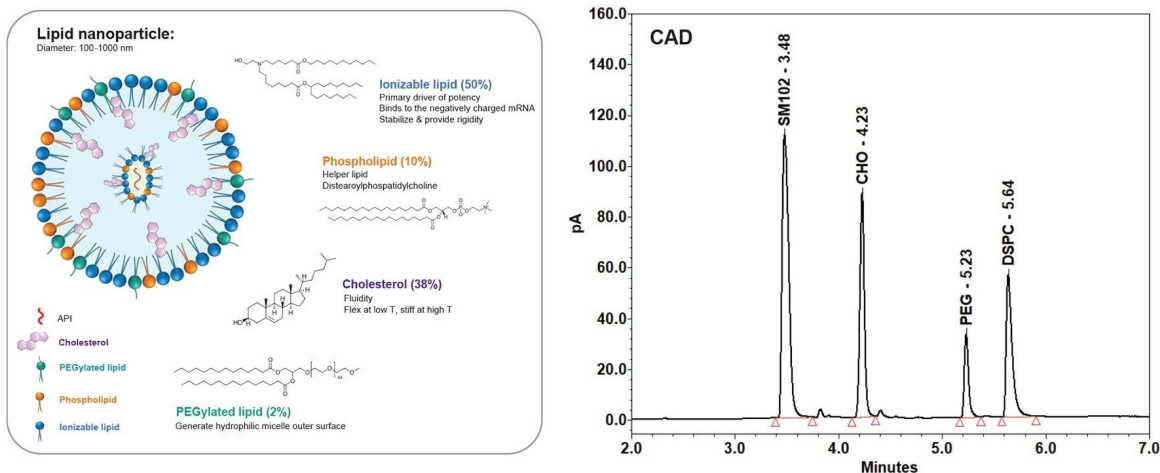 Lipid nanoparticle:
Diameter: 100-1000 nm
HO
N
O
O
O
O
Ionizable lipid (50%)
Primary driver of potency
Binds to the negatively charged mRNA
Stabilize & provide rigidity
Phospholipid (10%)
Helper lipid
Distearoylphospatidylcholine
Cholesterol (38%)
Fluidity
Flex at low T, stiff at high T
HO
H
H
H
API
Cholesterol
PEGylated lipid
Phospholipid
Ionizable lipid
44
PEGylated lipid (2%)
Generate hydrophilic micelle outer surface
CAD
pA
160.0
140.0
120.0
100.0
80.0
60.0
40.0
20.0
0.0
SM102 - 3.48
CHO - 4.23
PEG - 5.23
DSPC - 5.64
2.0 3.0 4.0 5.0 6.0 7.0
Minutes